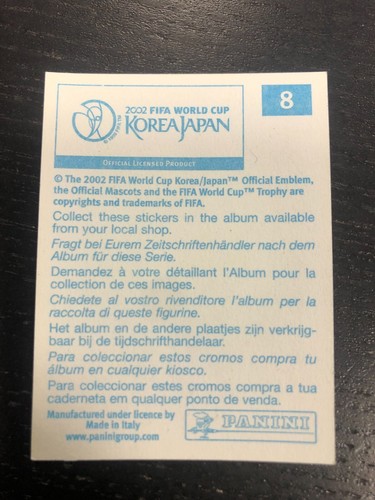 8
2002 FIFA WORLD CUP
KOREAJAPAN
OFFICIAL LICENSED PRODUCT
© The 2002 FIFA World Cup Korea/Japan™ Official Emblem,
the Official Mascots and the FIFA World Cup™ Trophy are
copyrights and trademarks of FIFA.
Collect these stickers in the album available
from your local shop.
Fragt bei Eurem Zeitschriftenhändler nach dem
Album für diese Serie.
Demandez à votre détaillant l'Album pour la
collection de ces images.
Chiedete al vostro rivenditore l'album per la
raccolta di queste figurine.
Het album en de andere plaatjes zijn verkrijg-
baar bij de tijdschrifthandelaar.
Para coleccionar estos cromos compra tu
álbum en cualquier kiosco.
Para coleccionar estes cromos compra a tua
caderneta em qualquer ponto de venda.
Manufactured under licence by
Made in Italy
www.paninigroup.com
PANINI